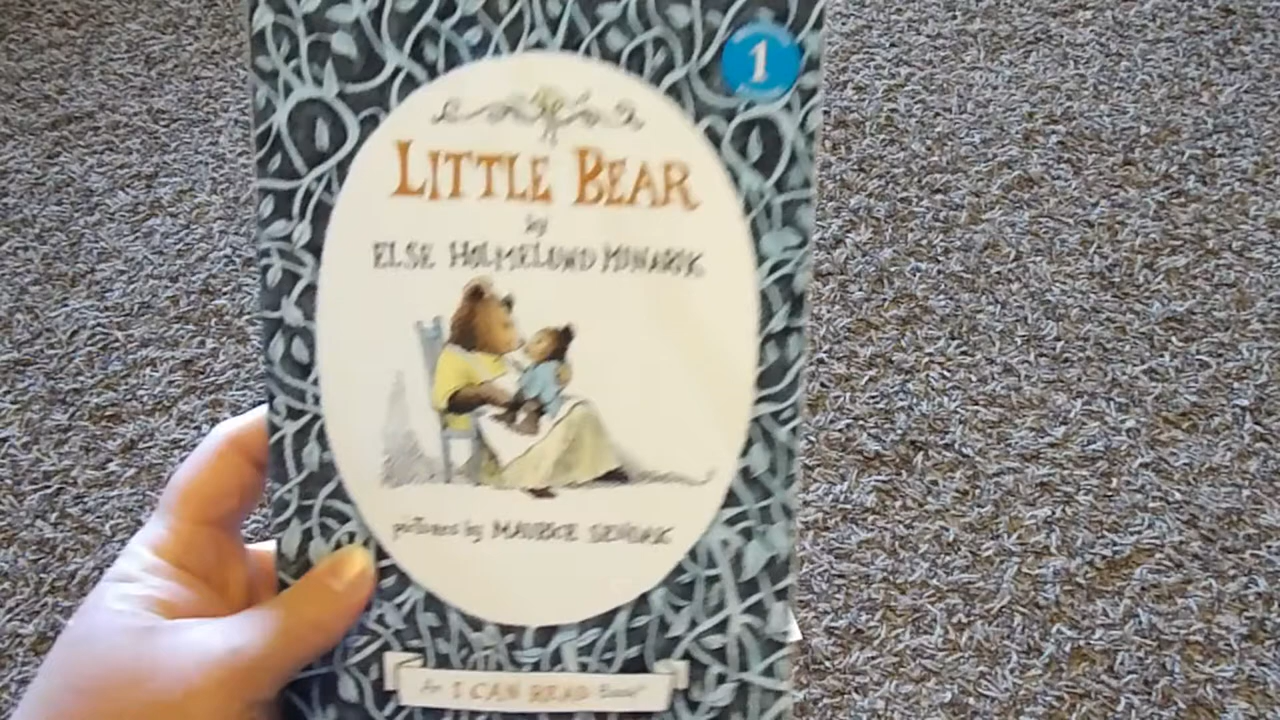 1
LITTLE BEAR
by
ELSE HOLMELUND MINARIK
pictures by MAURICE SENDAK
An I CAN READ Book